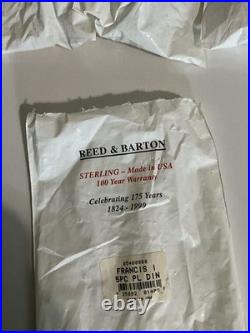 REED & BARTON
STERLING – Made in USA
100 Year Warranty
Celebrating 175 Years
1824 - 1999
FRANCIS I
5PC PL DIN